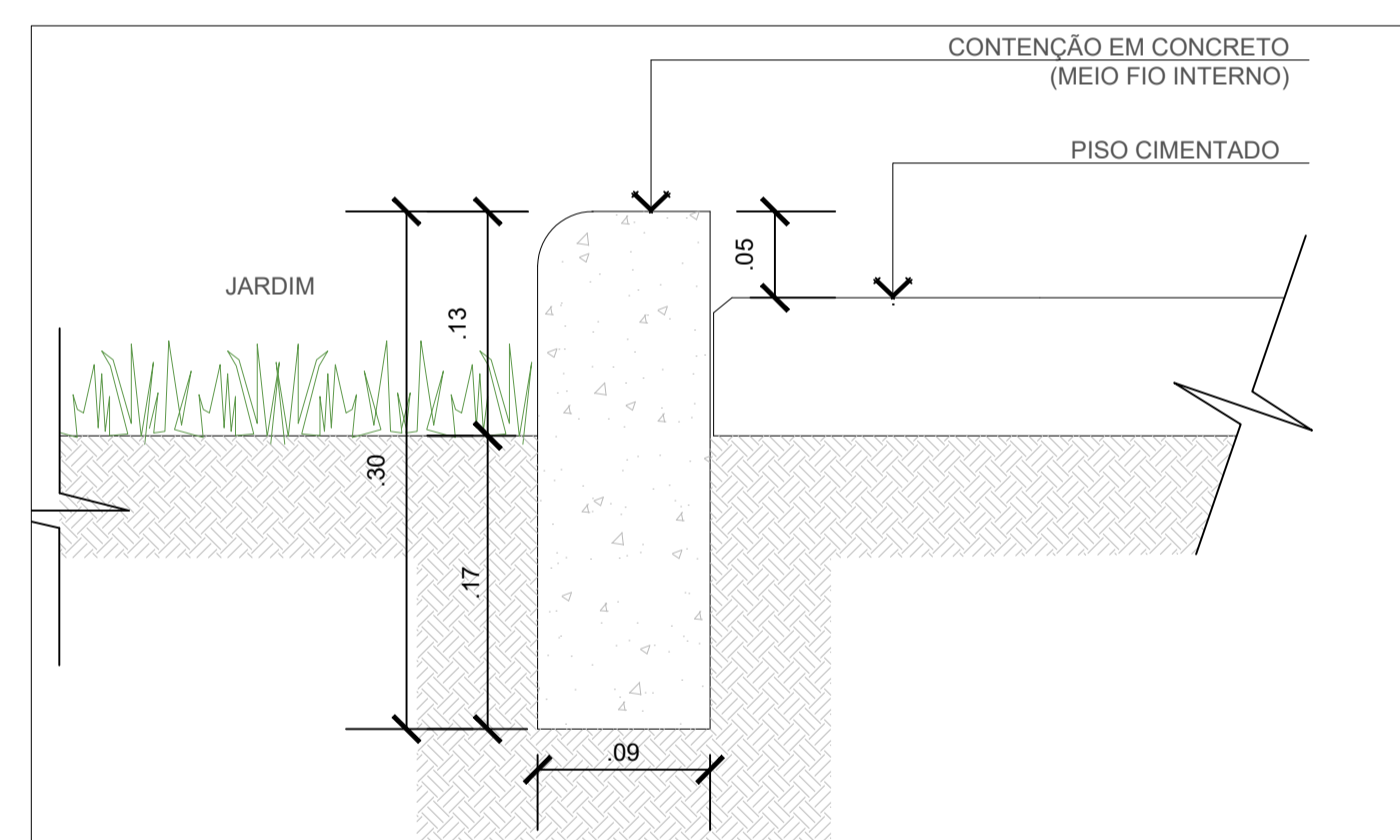 CONTENÇÃO EM CONCRETO
(MEIO FIO INTERNO)
PISO CIMENTADO
.05
JARDIM
.13
.30
.17
.09